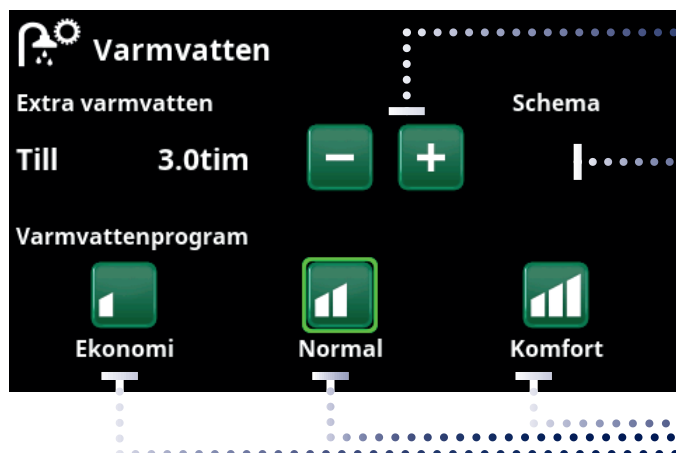 Varmvatten
Extra varmvatten
Schema
Till 3.0tim
Varmvattenprogram
Ekonomi Normal Komfort